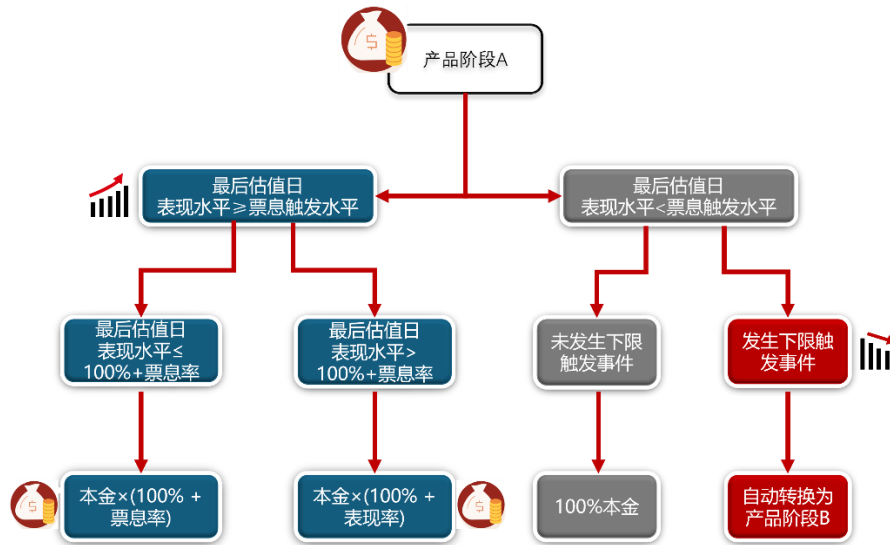 产品阶段A
最后估值日
表现水平≥票息触发水平
最后估值日
表现水平<票息触发水平
最后估值日
表现水平≤
100%+票息率
最后估值日
表现水平>
100%+票息率
未发生下限
触发事件
发生下限触
发事件
本金×(100% +
票息率)
本金×(100% +
表现率)
100%本金
自动转换为
产品阶段B